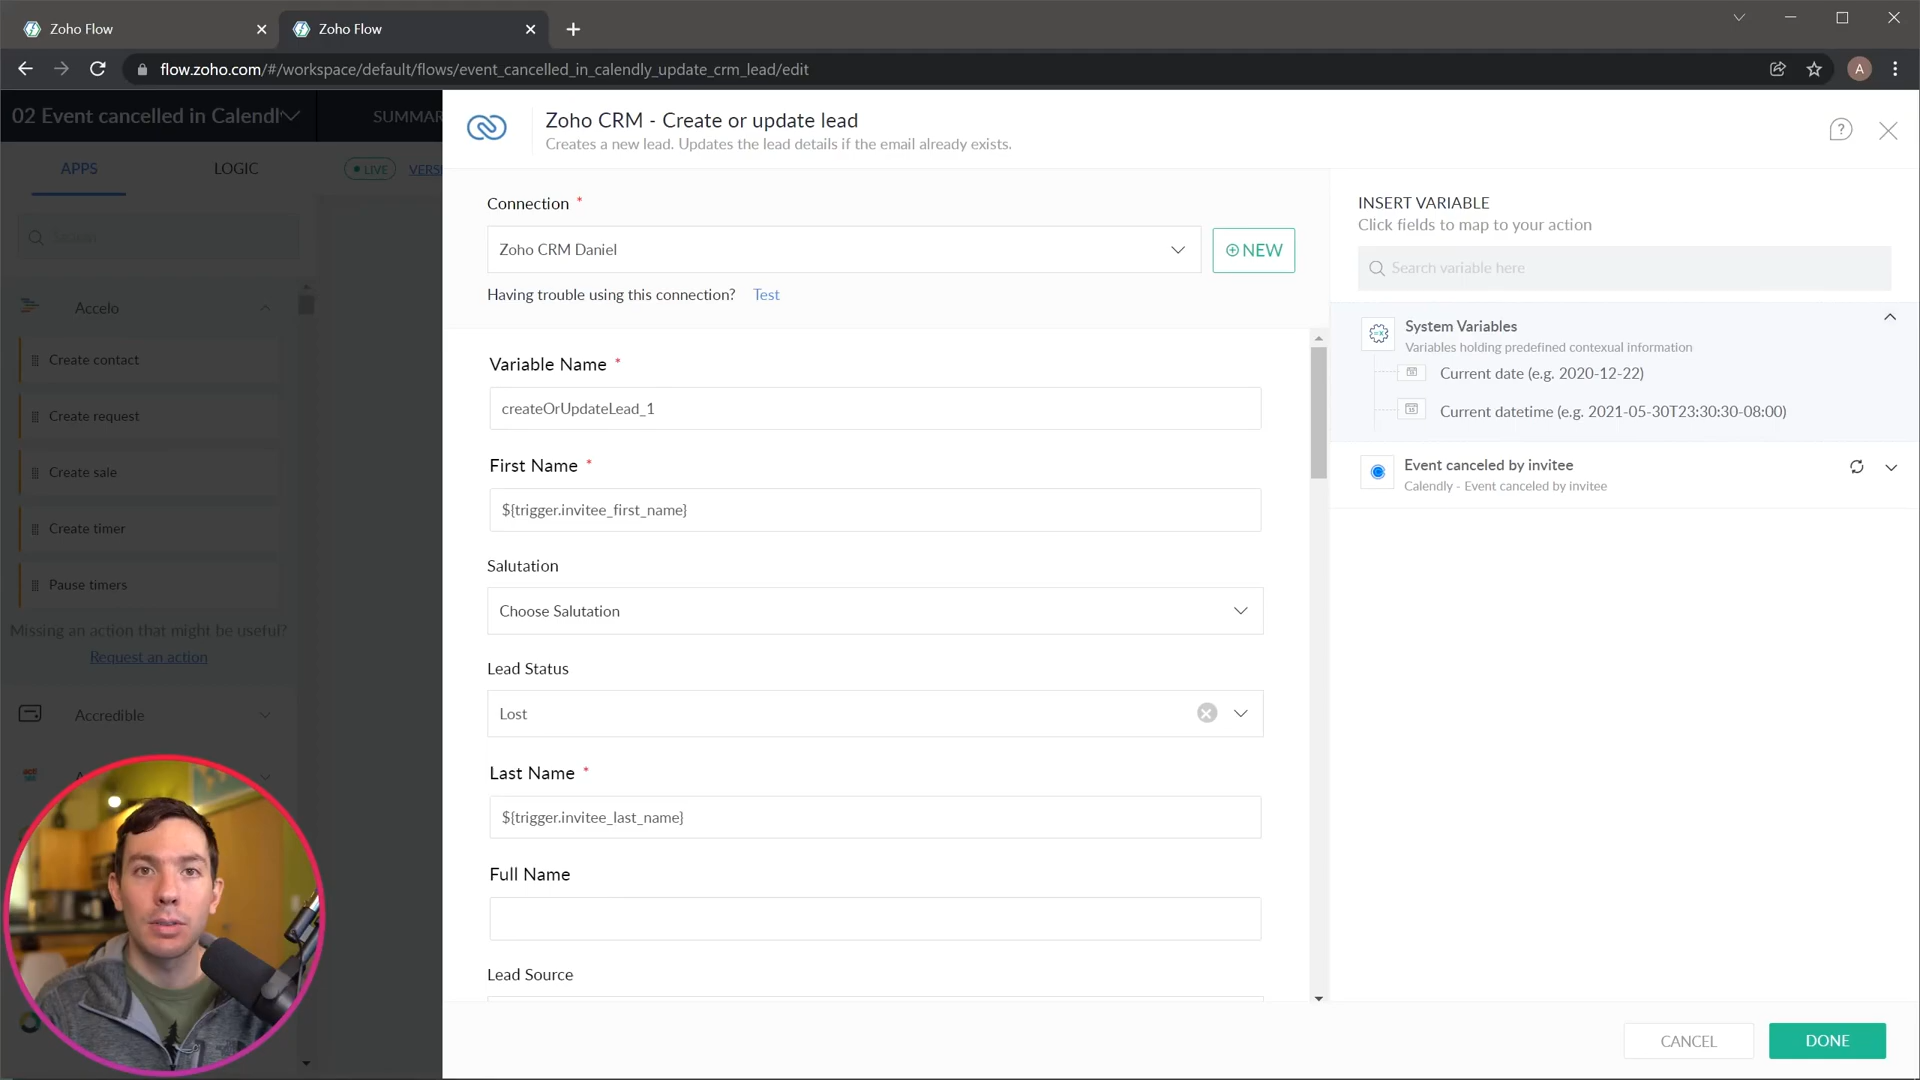 Zoho Flow
Zoho Flow
flow.zoho.com/#/workspace/default/flows/event_cancelled_in_calendly_update_crm_lead/edit
A
02 Event cancelled in Calendl
SUMMAR
APPS
LOGIC
LIVE
VERS
Accelo
Create contact
Create request
Create sale
Create timer
Pause timers
Missing an action that might be useful?
Request an action
Accredible
Zoho CRM - Create or update lead
Creates a new lead. Updates the lead details if the email already exists.
Connection *
Zoho CRM Daniel
NEW
Having trouble using this connection? Test
Variable Name *
createOrUpdateLead_1
First Name *
${trigger.invitee_first_name}
Salutation
Choose Salutation
Lead Status
Lost
Last Name *
${trigger.invitee_last_name}
Full Name
Lead Source
INSERT VARIABLE
Click fields to map to your action
Search variable here
System Variables
Variables holding predefined contexual information
Current date (e.g. 2020-12-22)
Current datetime (e.g. 2021-05-30T23:30:30-08:00)
Event canceled by invitee
Calendly - Event canceled by invitee
CANCEL
DONE